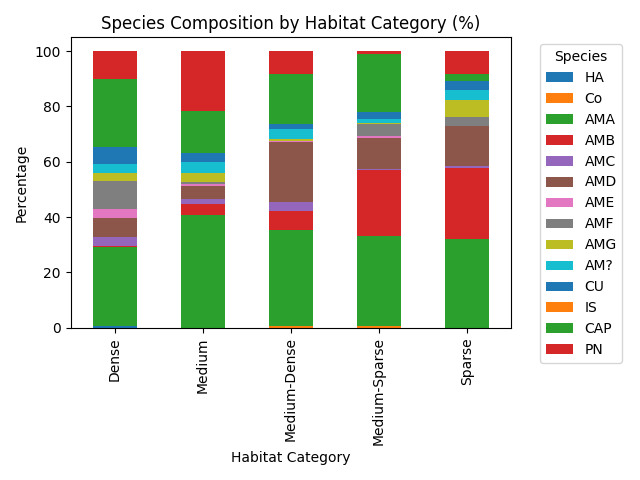 Species Composition by Habitat Category (%)
Percentage
100
80
60
40
20
0
Dense
Medium
Medium-Dense
Medium-Sparse
Sparse
Habitat Category
Species
HA
Co
AMA
AMB
AMC
AMD
AME
AMF
AMG
AM?
CU
IS
CAP
PN